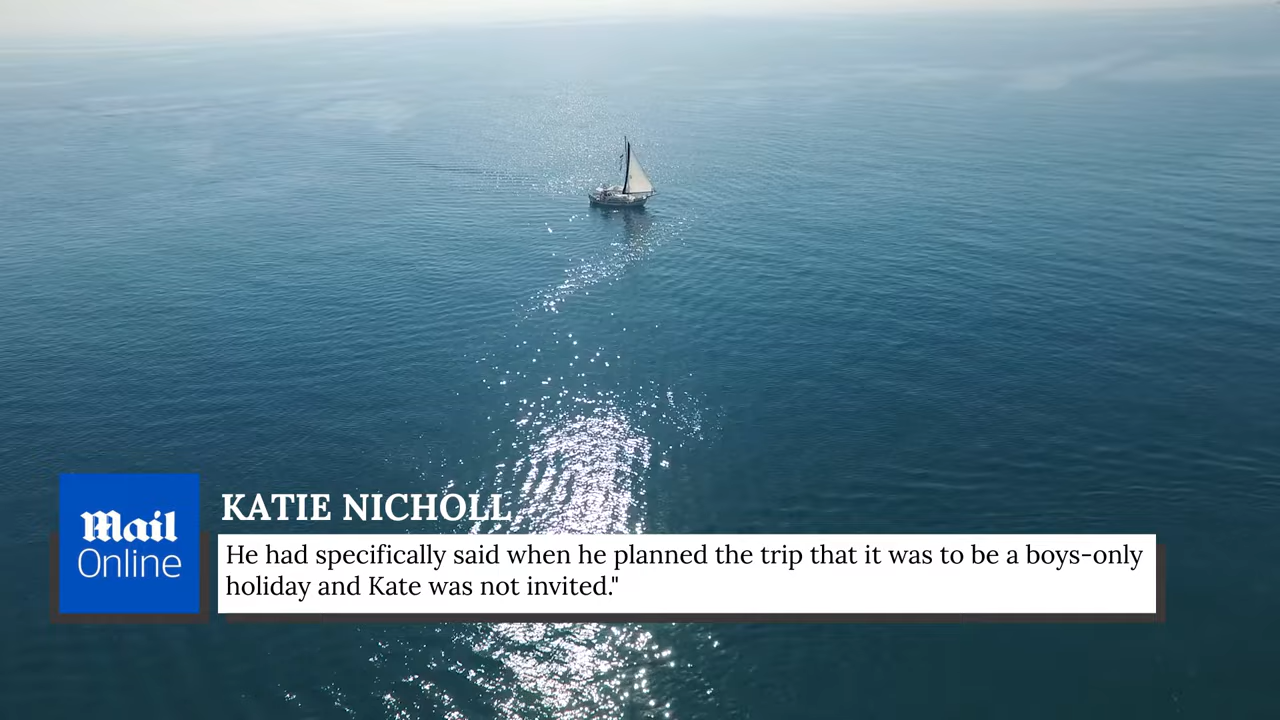 Mail
Online
KATIE NICHOLL
He had specifically said when he planned the trip that it was to be a boys-only
holiday and Kate was not invited."